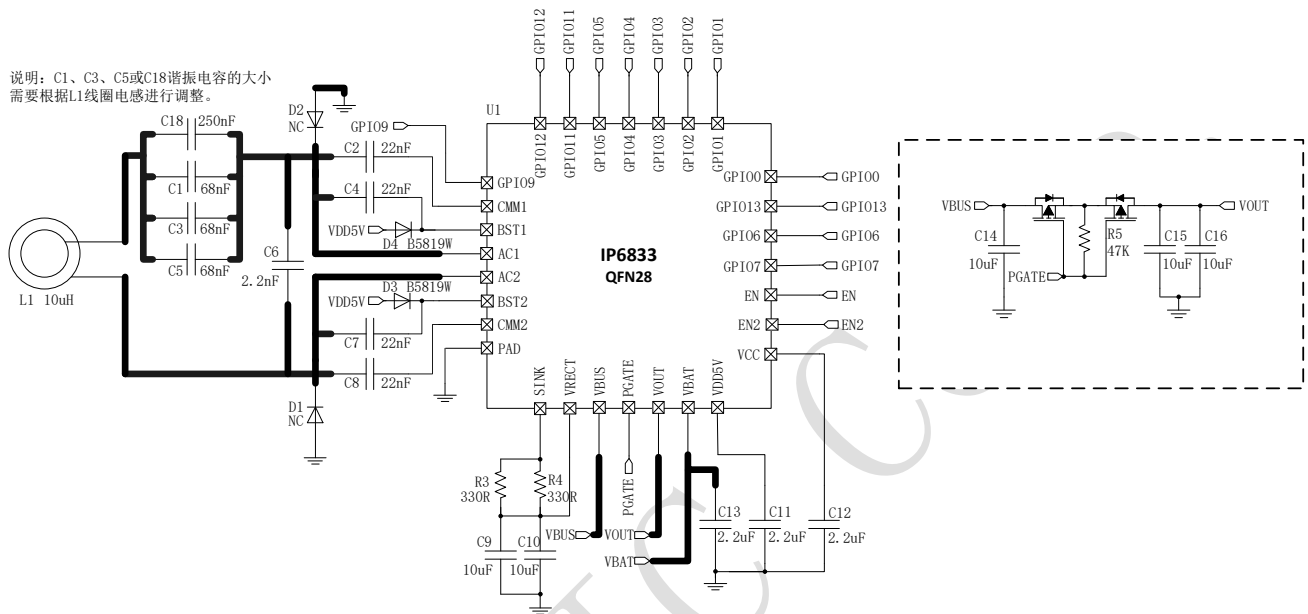 GPIO12
GPIO11
GPIO5
GPIO4
GPIO3
GPIO2
GPIO1
说明：C1、C3、C5或C18谐振电容的大小
需要根据L1线圈电感进行调整。
D2
NC
U1
C18 250nF
GPIO9
C2 22nF
GPIO12
GPIO11
GPIO5
GPIO4
GPIO3
GPIO2
GPIO1
C1 68nF
C4 22nF
GPIO9
GPIO0
GPIO0
CMM1
GPIO13
GPIO13
C3 68nF
VDD5V
D4 B5819W
BST1
GPIO6
GPIO6
C5 68nF
C6
2.2nF
AC1
IP6833
QFN28
GPIO7
GPIO7
AC2
D3 B5819W
L1 10uH
VDD5V
BST2
EN
EN
C7 22nF
CMM2
EN2
EN2
PAD
VCC
C8 22nF
D1
NC
SINK
VRECT
VBUS
PGATE
VOUT
VBAT
VDD5V
VBUS
VOUT
C14
10uF
R5
47K
C15
10uF
C16
10uF
PGATE
R3
330R
R4
330R
PGATE
C9
10uF
C10
10uF
VBUS
VOUT
VBAT
C13
2.2uF
C11
2.2uF
C12
2.2uF